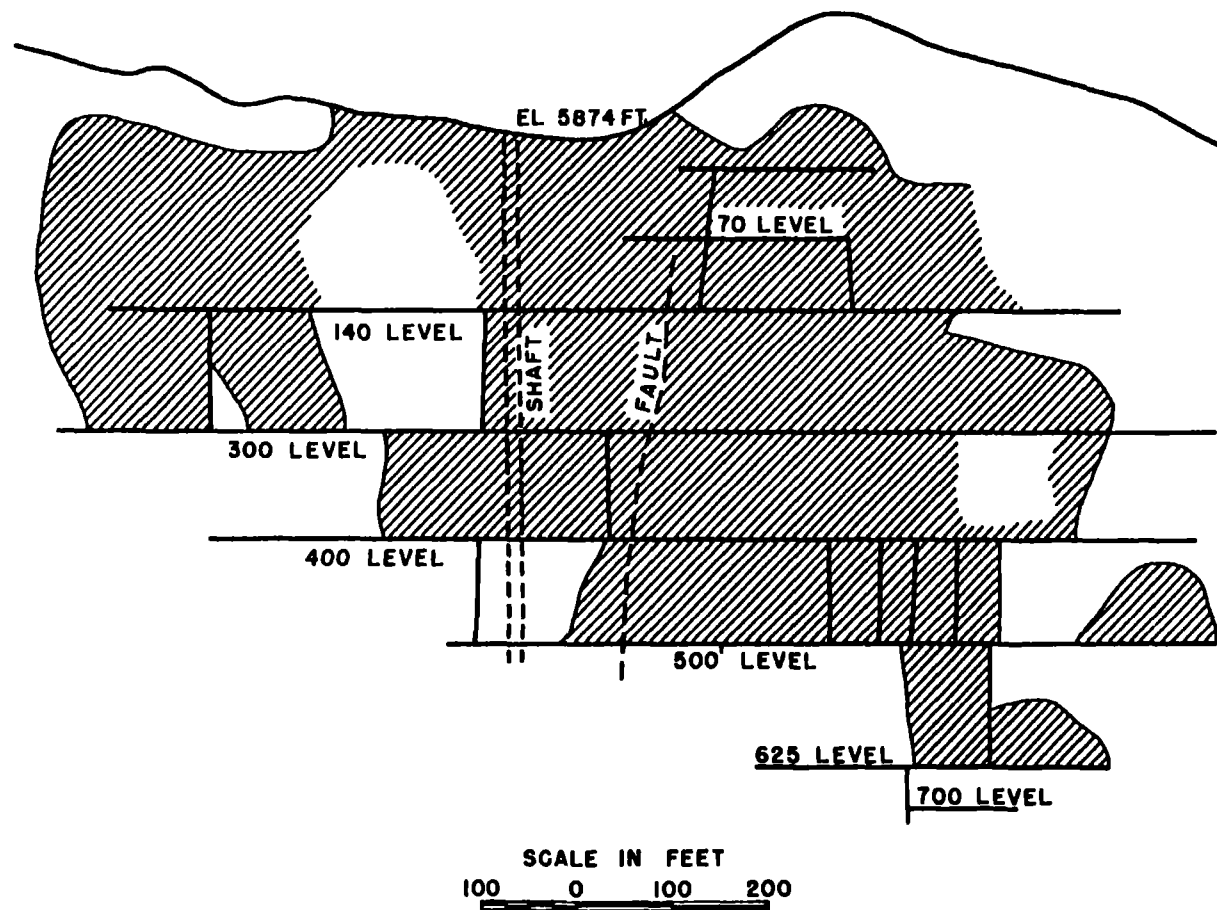 EL 5874 FT.
70 LEVEL
140 LEVEL
SHAFT
FAULT
300 LEVEL
400 LEVEL
500 LEVEL
625 LEVEL
700 LEVEL
SCALE IN FEET
100 0 100 200